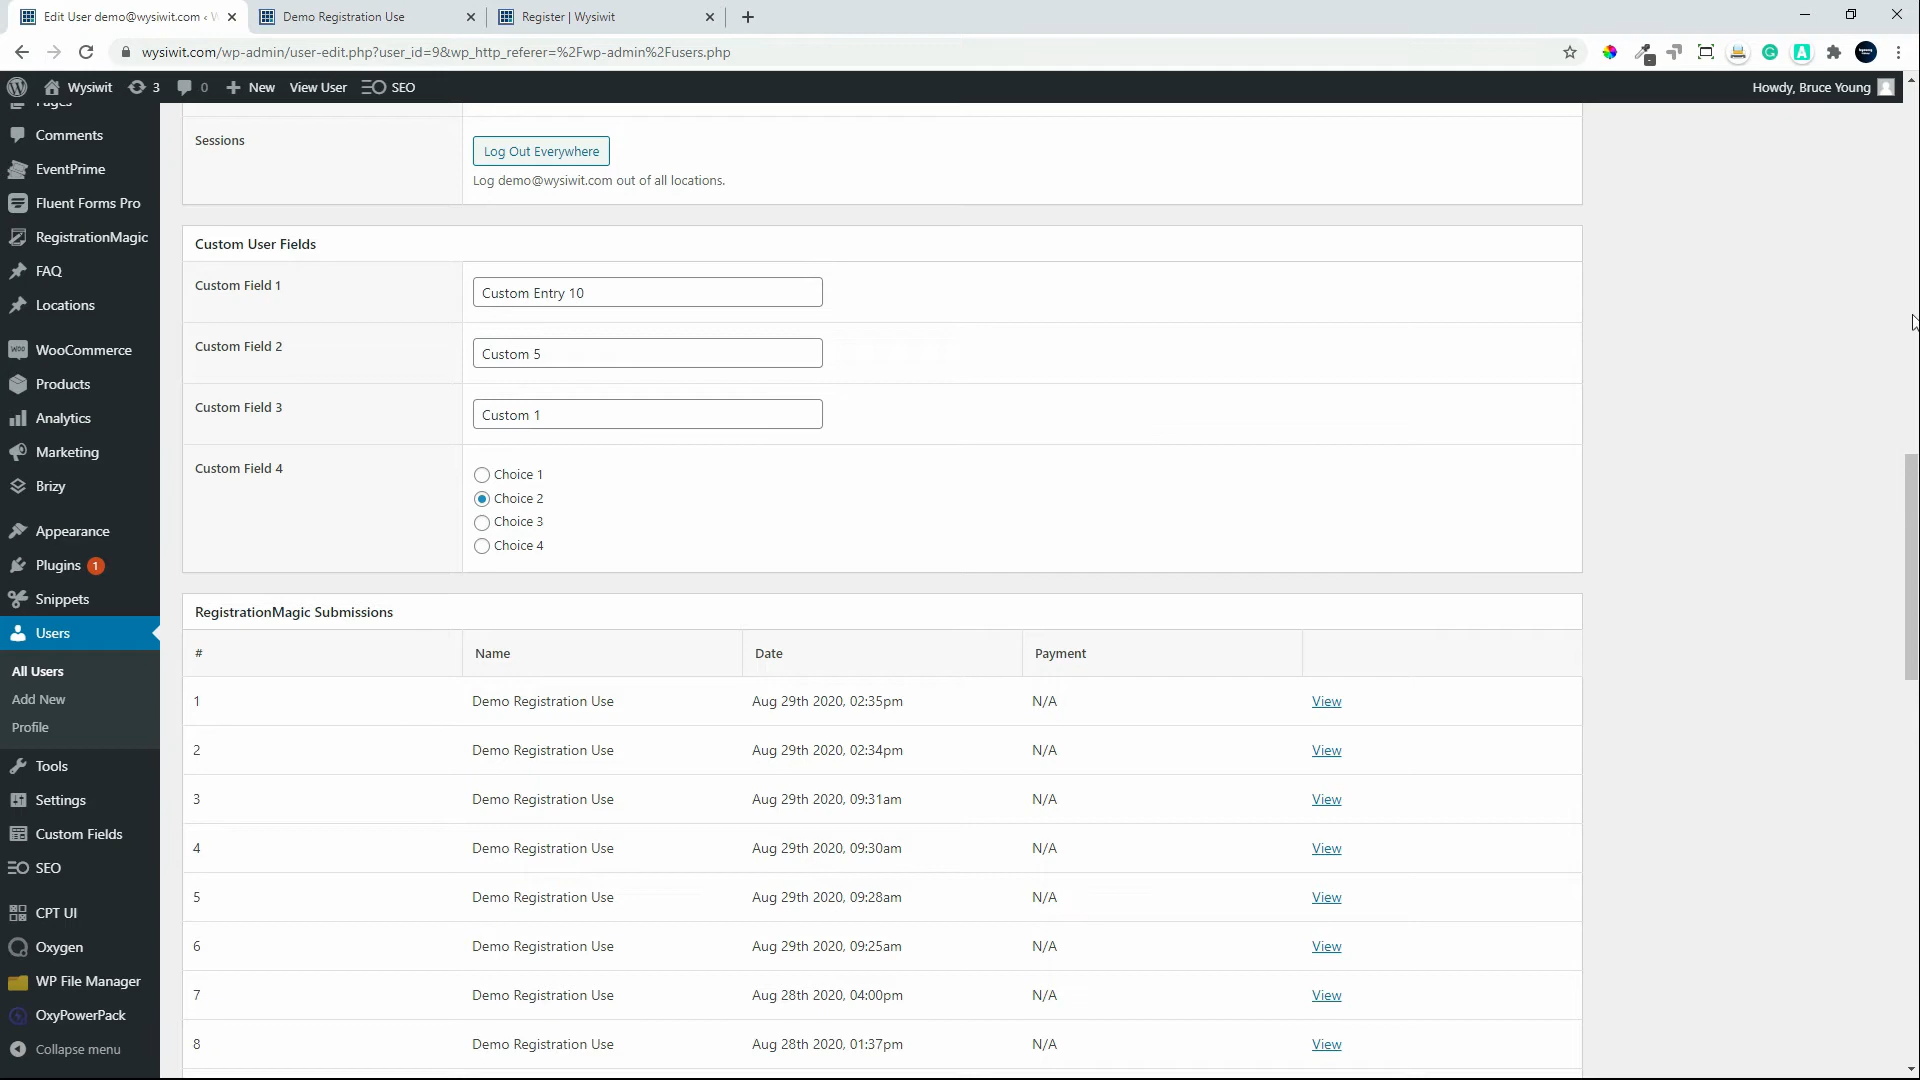 Edit User demo@wysiwit.com ‹ W
Demo Registration Use
Register | Wysiwit
wysiwit.com/wp-admin/user-edit.php?user_id=9&wp_http_referer=%2Fwp-admin%2Fusers.php
Wysiwit
3
0
New
View User
SEO
Howdy, Bruce Young
Pages
Comments
EventPrime
Fluent Forms Pro
RegistrationMagic
FAQ
Locations
WooCommerce
Products
Analytics
Marketing
Brizy
Appearance
Plugins 1
Snippets
Users
All Users
Add New
Profile
Tools
Settings
Custom Fields
SEO
CPT UI
Oxygen
WP File Manager
OxyPowerPack
Collapse menu
Sessions
Log Out Everywhere
Log demo@wysiwit.com out of all locations.
Custom User Fields
Custom Field 1
Custom Entry 10
Custom Field 2
Custom 5
Custom Field 3
Custom 1
Custom Field 4
Choice 1
Choice 2
Choice 3
Choice 4
RegistrationMagic Submissions
# Name Date Payment
1 Demo Registration Use Aug 29th 2020, 02:35pm N/A View
2 Demo Registration Use Aug 29th 2020, 02:34pm N/A View
3 Demo Registration Use Aug 29th 2020, 09:31am N/A View
4 Demo Registration Use Aug 29th 2020, 09:30am N/A View
5 Demo Registration Use Aug 29th 2020, 09:28am N/A View
6 Demo Registration Use Aug 29th 2020, 09:25am N/A View
7 Demo Registration Use Aug 28th 2020, 04:00pm N/A View
8 Demo Registration Use Aug 28th 2020, 01:37pm N/A View